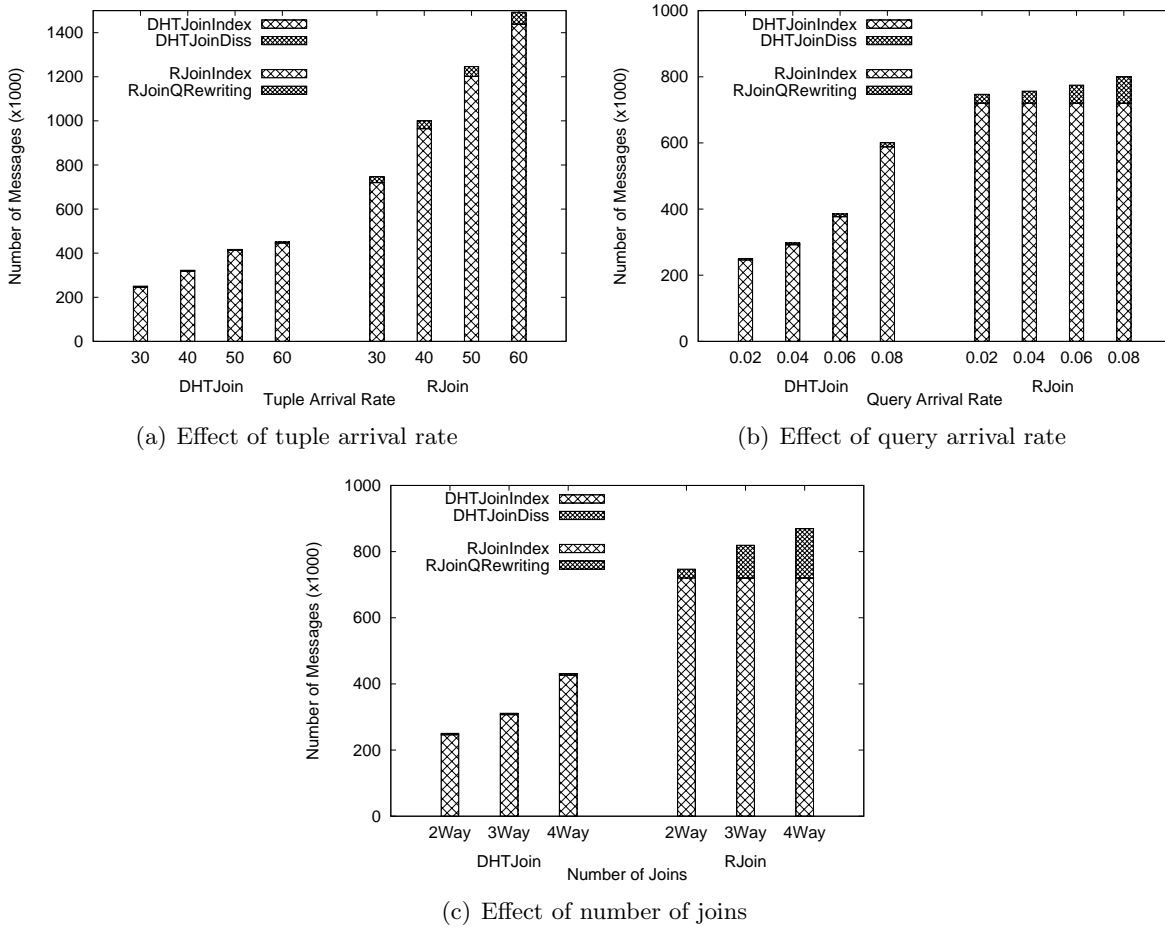 1400
1200
1000
800
600
400
200
0
Number of Messages (x1000)
DHTJoinIndex
DHTJoinDiss
RJoinIndex
RJoinQRewriting
30 40 50 60 30 40 50 60
DHTJoin RJoin
Tuple Arrival Rate
(a) Effect of tuple arrival rate
1000
800
600
400
200
0
Number of Messages (x1000)
DHTJoinIndex
DHTJoinDiss
RJoinIndex
RJoinQRewriting
0.02 0.04 0.06 0.08 0.02 0.04 0.06 0.08
DHTJoin RJoin
Query Arrival Rate
(b) Effect of query arrival rate
1000
800
600
400
200
0
Number of Messages (x1000)
DHTJoinIndex
DHTJoinDiss
RJoinIndex
RJoinQRewriting
2Way 3Way 4Way 2Way 3Way 4Way
DHTJoin RJoin
Number of Joins
(c) Effect of number of joins